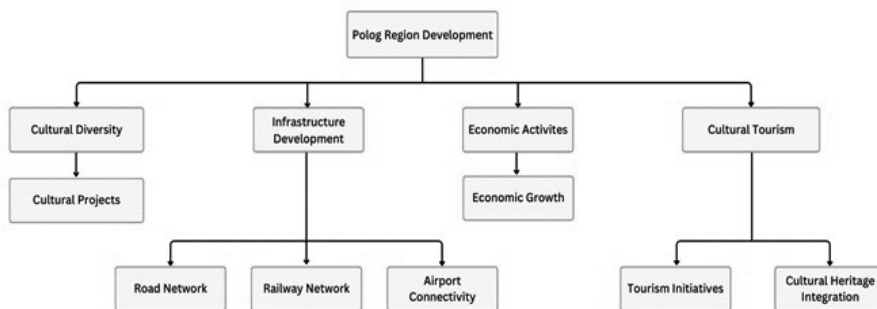 Polog Region Development
Cultural Diversity
Infrastructure
Development
Economic Activites
Cultural Tourism
Cultural Projects
Economic Growth
Road Network
Railway Network
Airport
Connectivity
Tourism Initiatives
Cultural Heritage
Integration